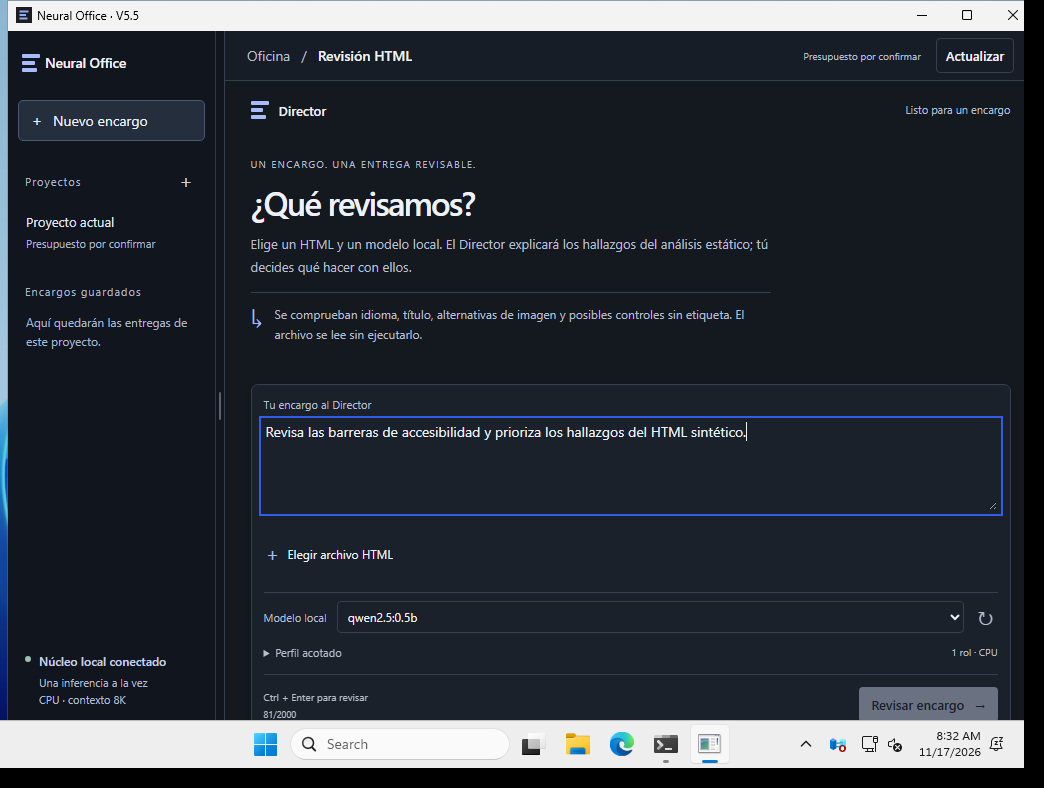 Neural Office · V5.5
Neural Office
+ Nuevo encargo
Proyectos +
Proyecto actual
Presupuesto por confirmar
Encargos guardados
Aquí quedarán las entregas de
este proyecto.
Núcleo local conectado
Una inferencia a la vez
CPU · contexto 8K
Oficina / Revisión HTML
Presupuesto por confirmar
Actualizar
Director
Listo para un encargo
UN ENCARGO. UNA ENTREGA REVISABLE.
¿Qué revisamos?
Elige un HTML y un modelo local. El Director explicará los hallazgos del análisis estático; tú
decides qué hacer con ellos.
Se comprueban idioma, título, alternativas de imagen y posibles controles sin etiqueta. El
archivo se lee sin ejecutarlo.
Tu encargo al Director
Revisa las barreras de accesibilidad y prioriza los hallazgos del HTML sintético.
+ Elegir archivo HTML
Modelo local
qwen2.5:0.5b
Perfil acotado
1 rol · CPU
Ctrl + Enter para revisar
81/2000
Revisar encargo →
Search
8:32 AM
11/17/2026